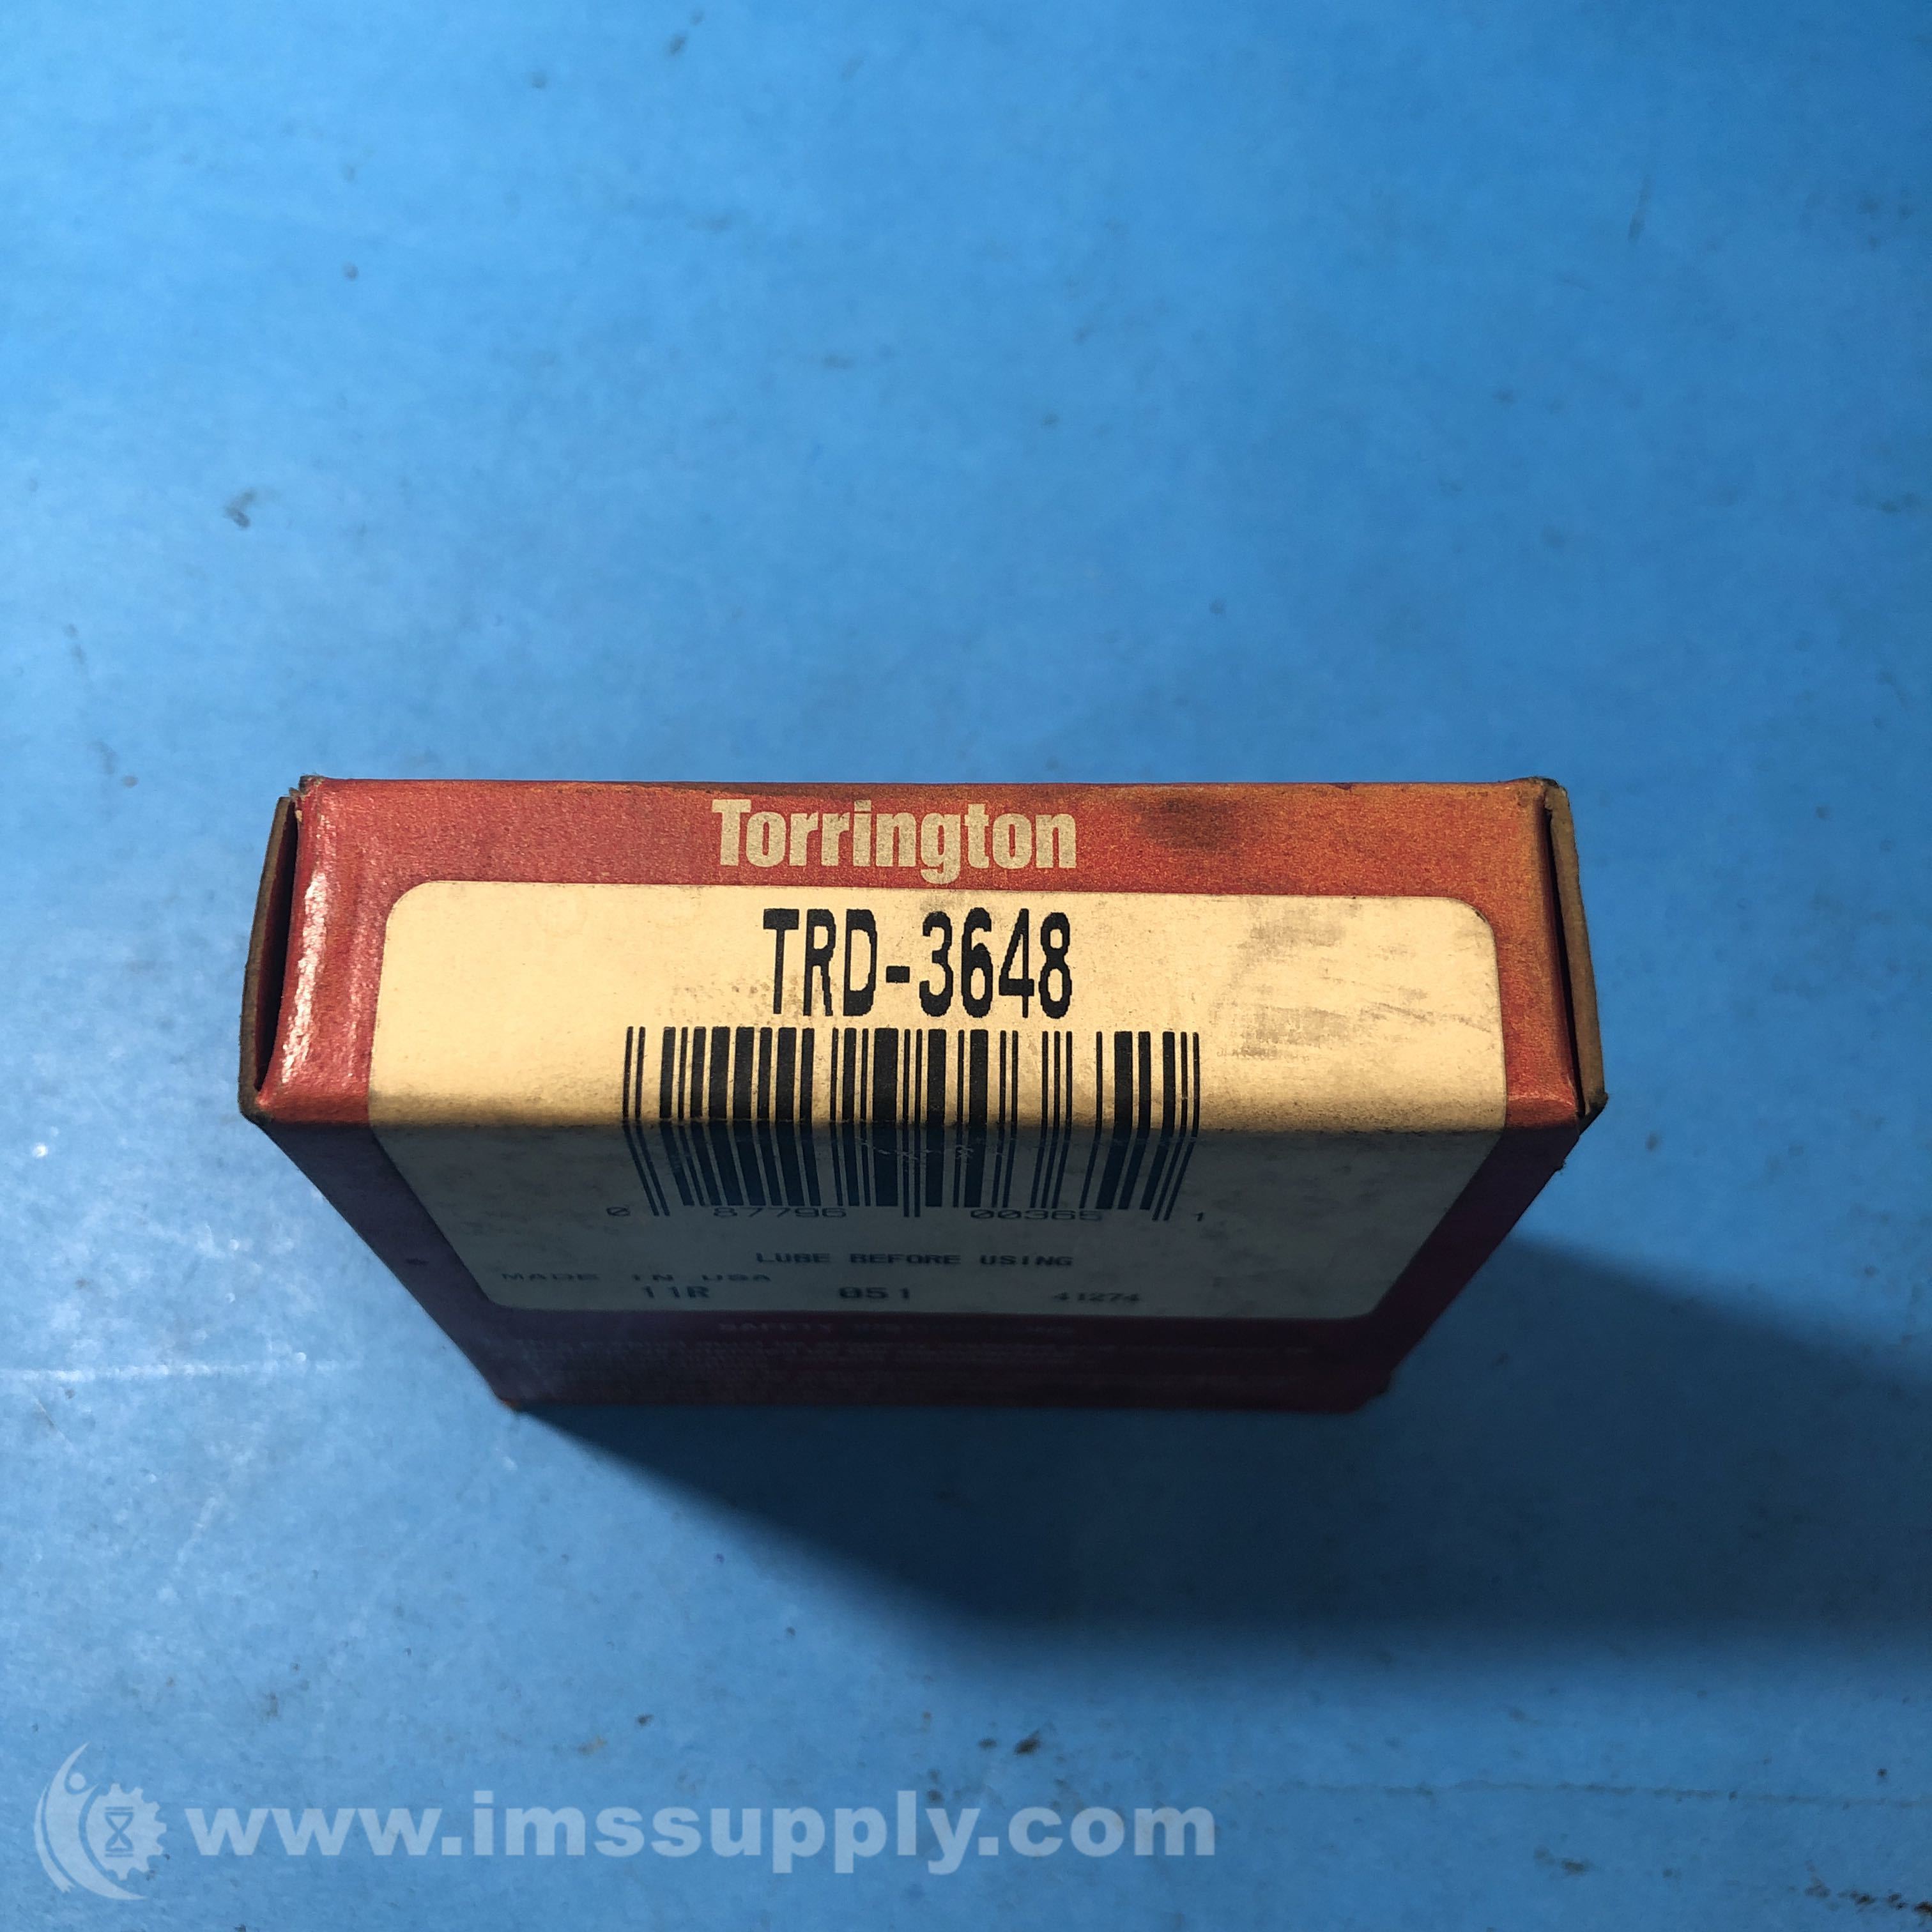 Torrington
TRD-3648
0 87796 00365 1
LUBE BEFORE USING
MADE IN USA
11R 051 41274
SAFETY
www.imssupply.com